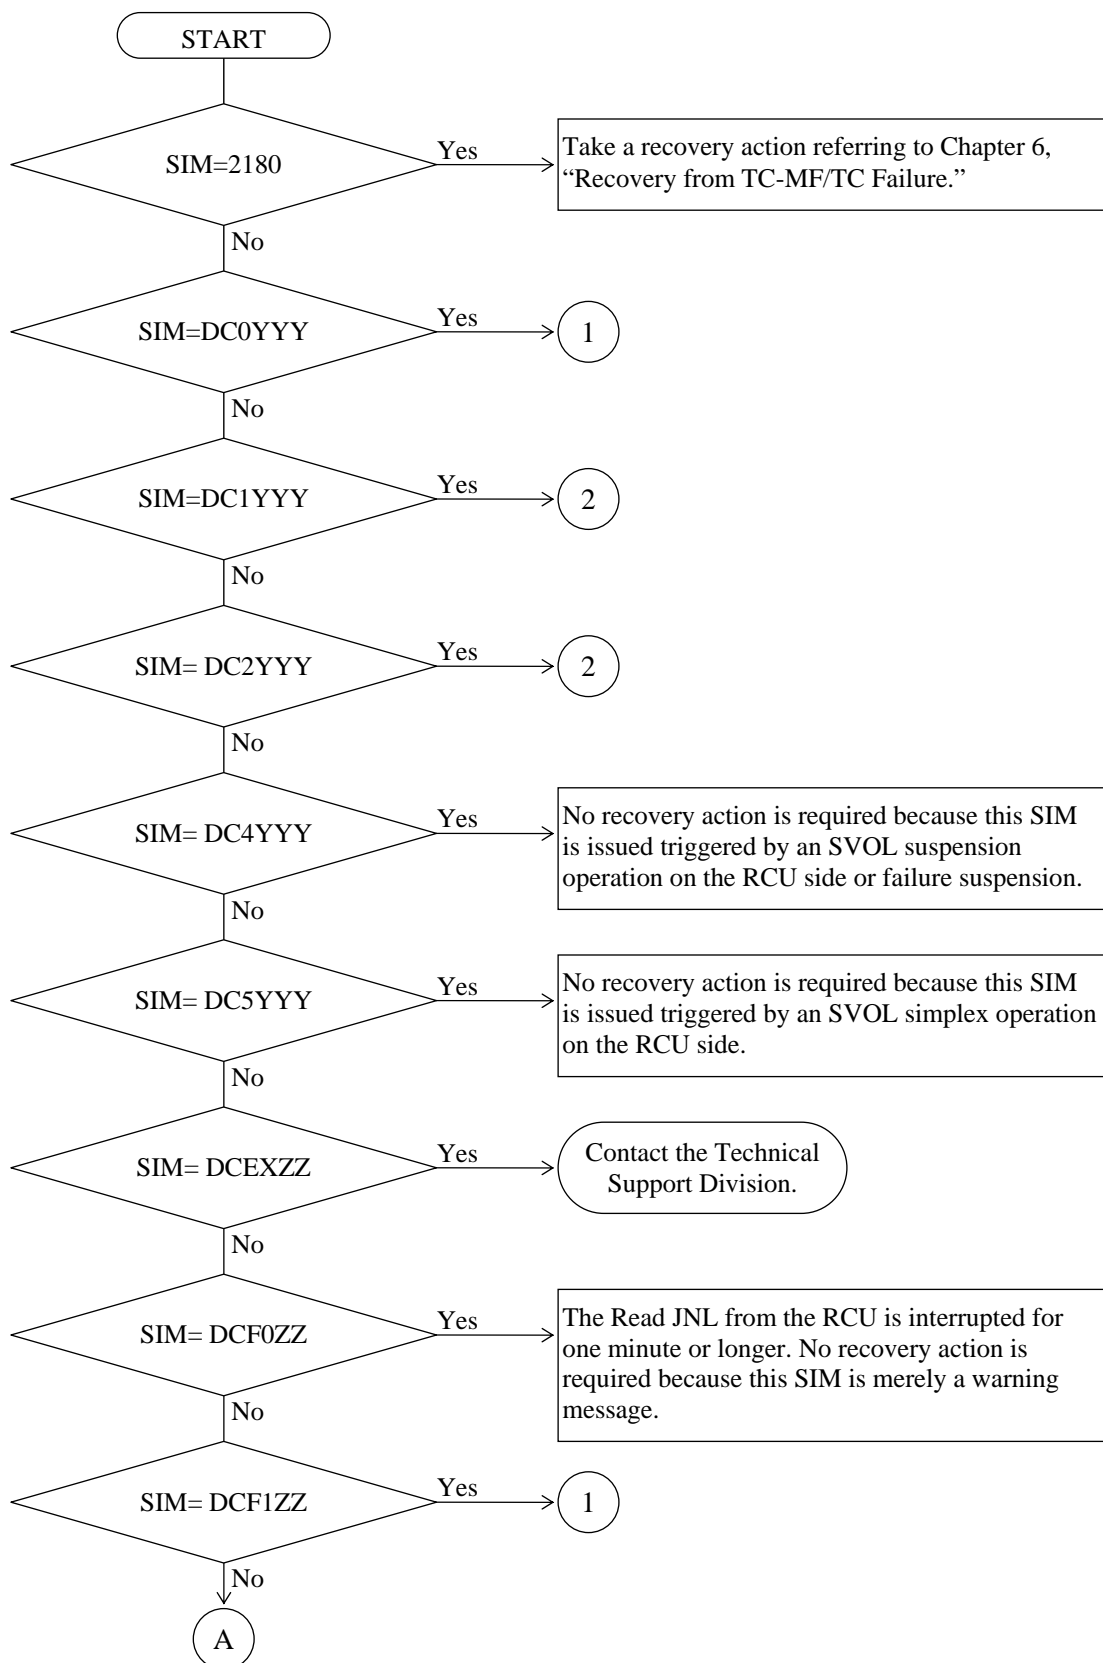 START
SIM=2180
Yes
Take a recovery action referring to Chapter 6,
“Recovery from TC-MF/TC Failure.”
No
SIM=DC0YYY
Yes
1
No
SIM=DC1YYY
Yes
2
No
SIM= DC2YYY
Yes
2
No
SIM= DC4YYY
Yes
No recovery action is required because this SIM
is issued triggered by an SVOL suspension
operation on the RCU side or failure suspension.
No
SIM= DC5YYY
Yes
No recovery action is required because this SIM
is issued triggered by an SVOL simplex operation
on the RCU side.
No
SIM= DCEXZZ
Yes
Contact the Technical
Support Division.
No
SIM= DCF0ZZ
Yes
The Read JNL from the RCU is interrupted for
one minute or longer. No recovery action is
required because this SIM is merely a warning
message.
No
SIM= DCF1ZZ
Yes
1
No
A